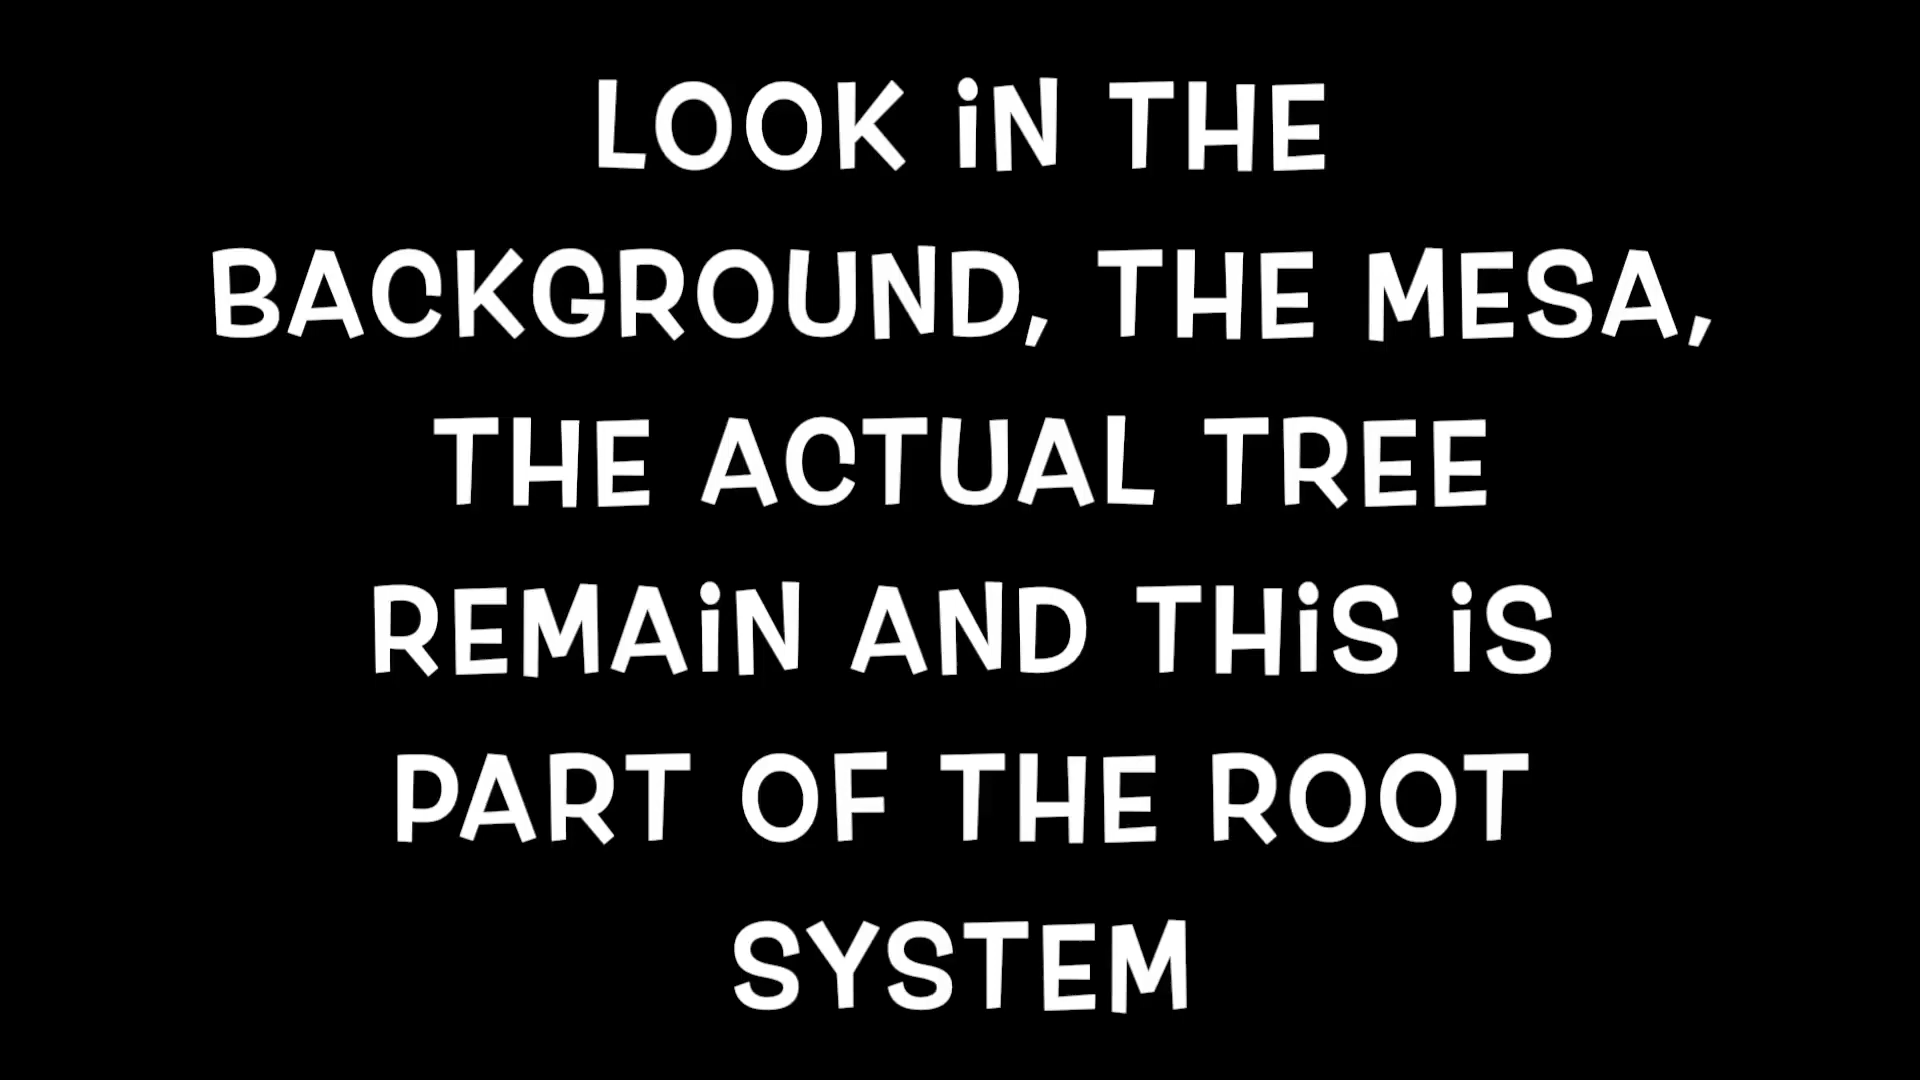 LOOK iN THE
BACKGROUND, THE MESA,
THE ACTUAL TREE
REMAiN AND THiS iS
PART OF THE ROOT
SYSTEM